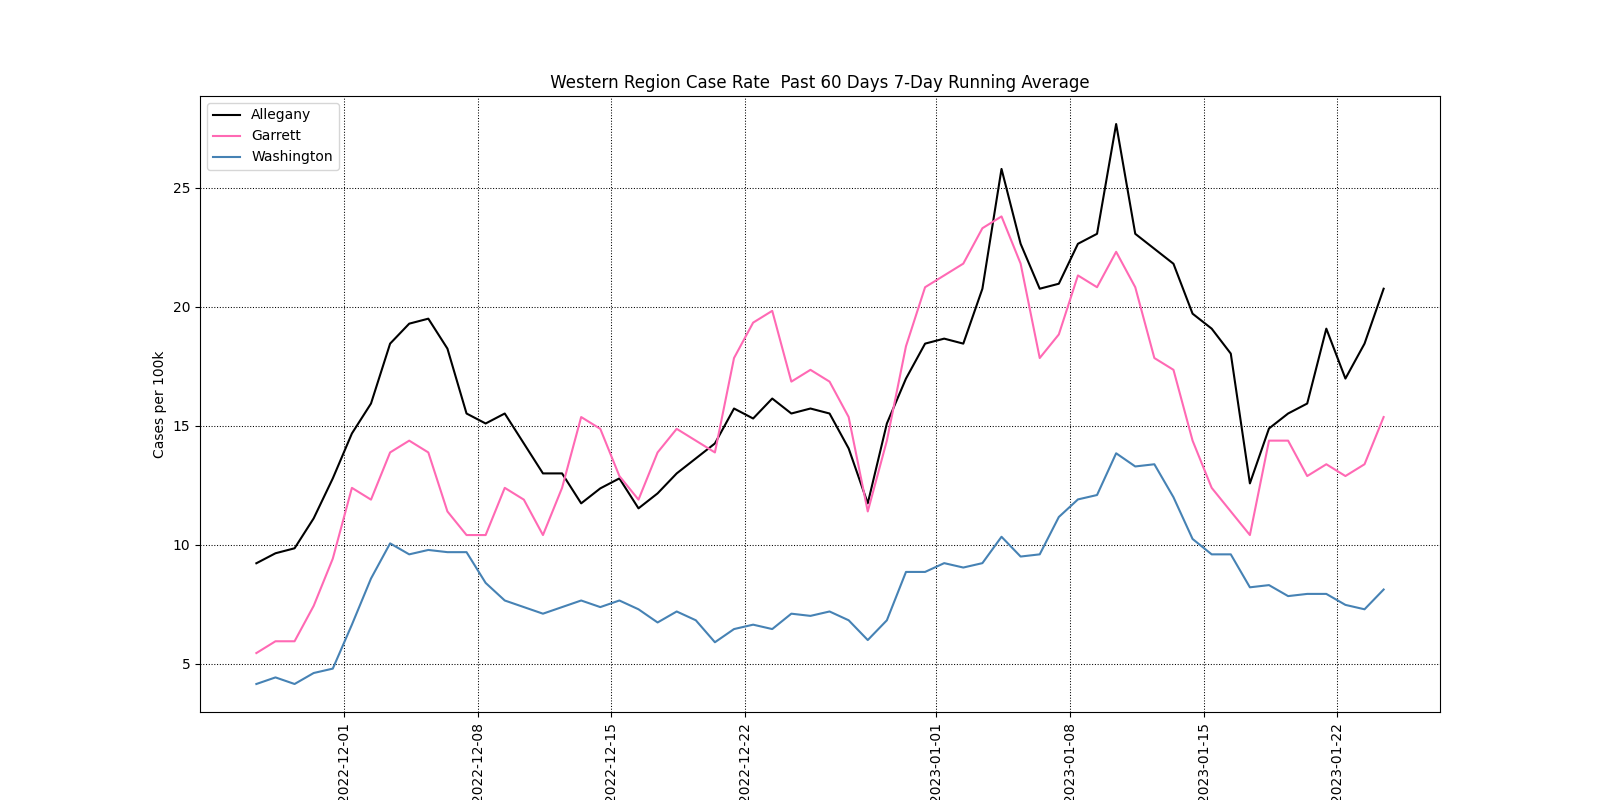 Western Region Case Rate  Past 60 Days 7-Day Running Average
Allegany
Garrett
Washington
Cases per 100k
25
20
15
10
5
2022-12-01
2022-12-08
2022-12-15
2022-12-22
2023-01-01
2023-01-08
2023-01-15
2023-01-22